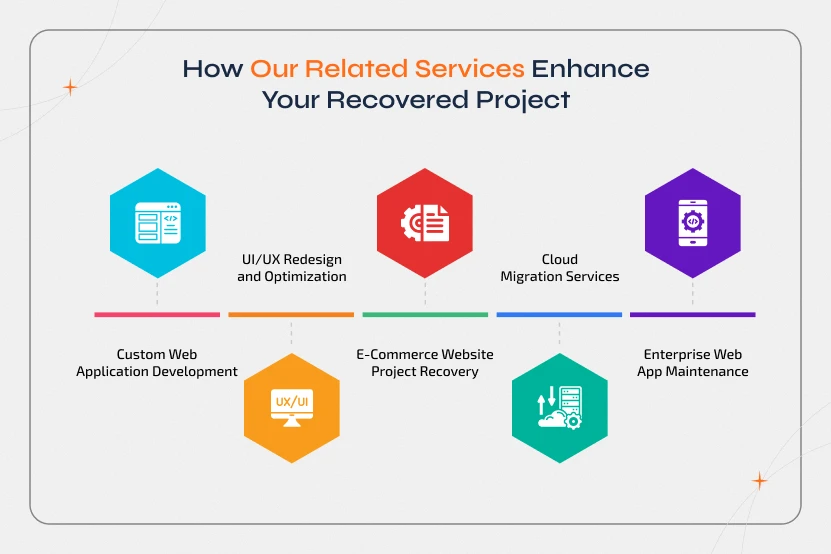 How Our Related Services Enhance
Your Recovered Project
Custom Web
Application Development
UI/UX Redesign
and Optimization
UX/UI
E-Commerce Website
Project Recovery
Cloud
Migration Services
Enterprise Web
App Maintenance